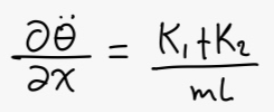 ∂θ̈/∂x = (K₁+K₂)/mL